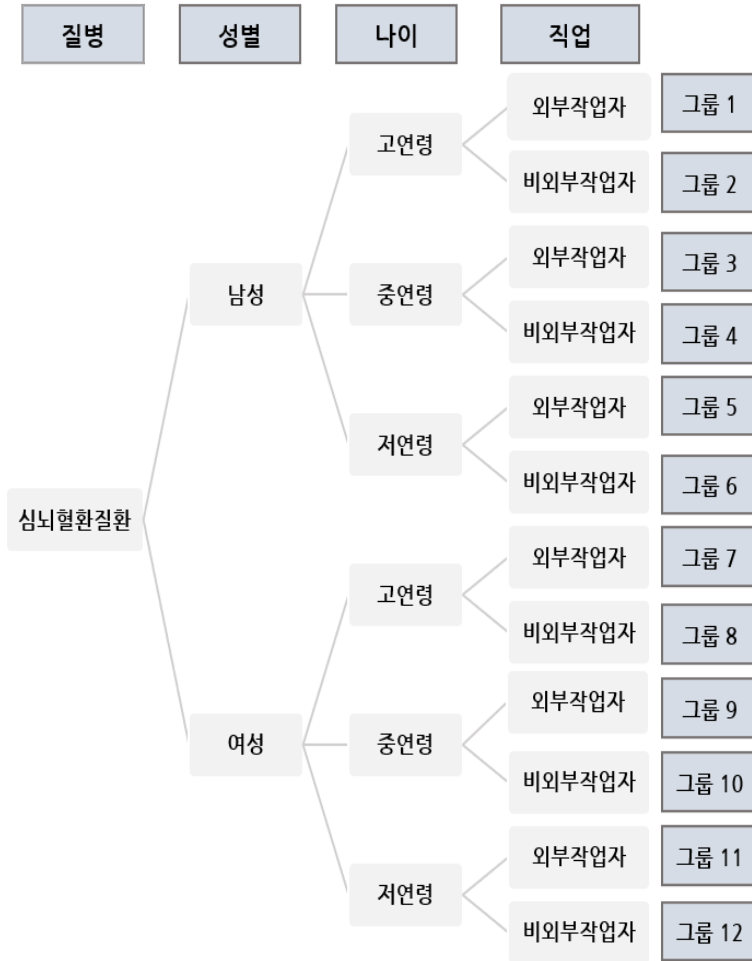 질병 성별 나이 직업
외부작업자 그룹 1
고연령
비외부작업자 그룹 2
외부작업자 그룹 3
남성 중연령
비외부작업자 그룹 4
외부작업자 그룹 5
저연령
비외부작업자 그룹 6
심뇌혈환질환
외부작업자 그룹 7
고연령
비외부작업자 그룹 8
외부작업자 그룹 9
여성 중연령
비외부작업자 그룹 10
외부작업자 그룹 11
저연령
비외부작업자 그룹 12